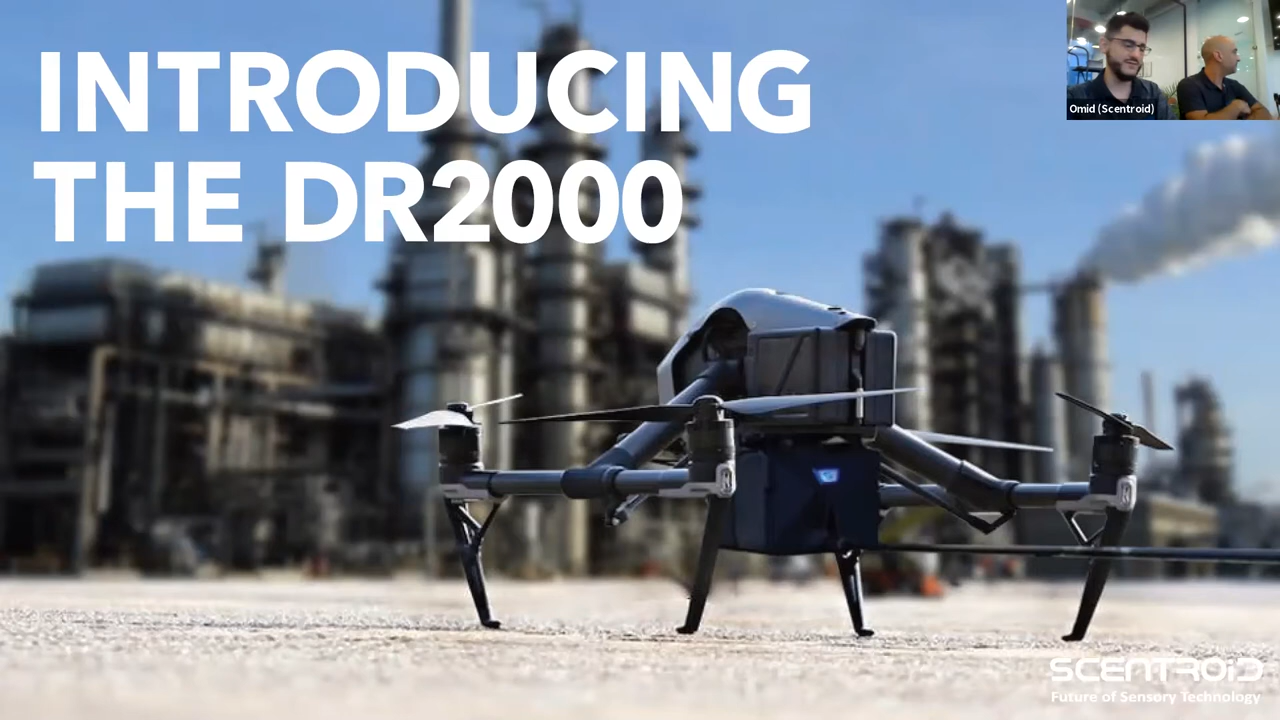 INTRODUCING
THE DR2000
Omid (Scentroid)
SCENTROiD
Future of Sensory Technology